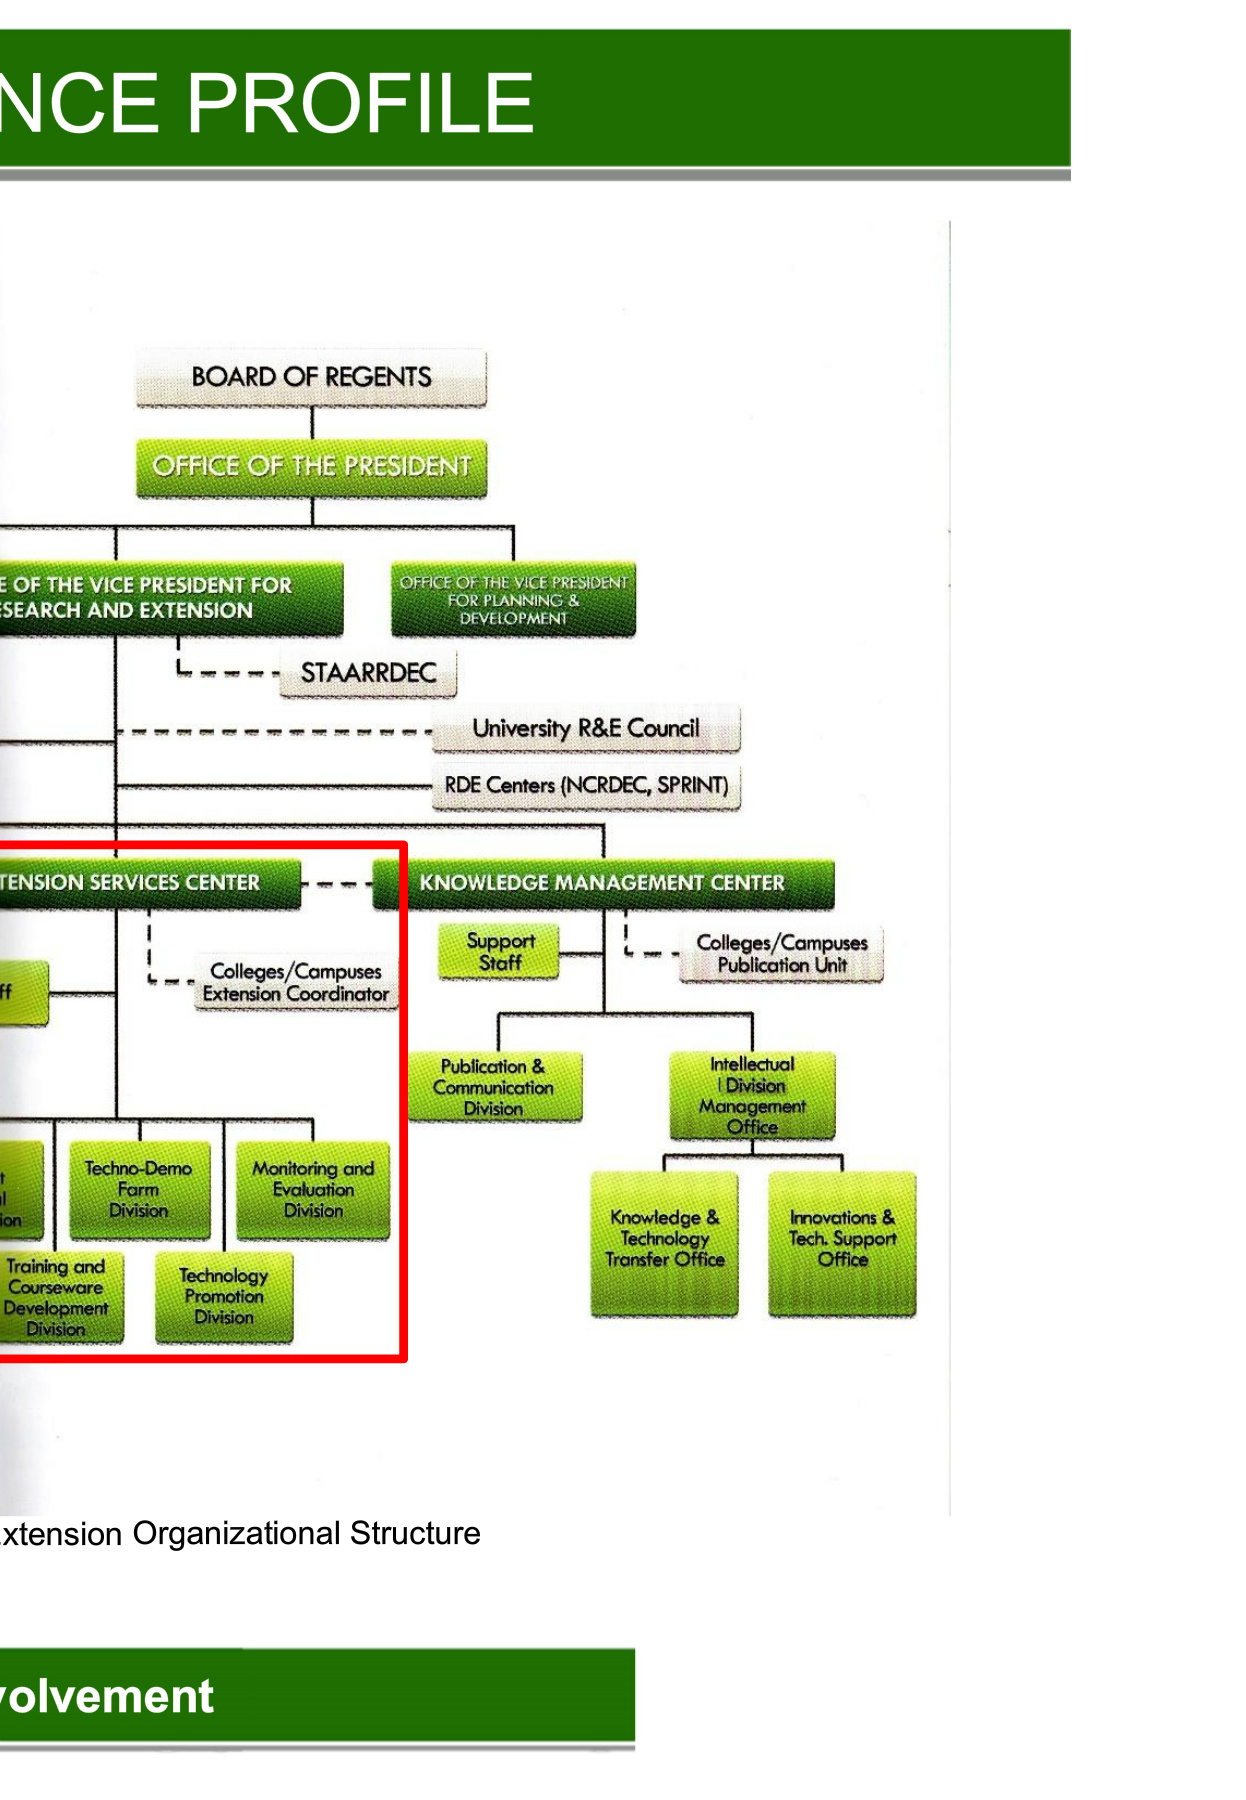 NCE PROFILE
BOARD OF REGENTS
OFFICE OF THE PRESIDENT
E OF THE VICE PRESIDENT FOR
ESEARCH AND EXTENSION
OFFICE OF THE VICE PRESIDENT
FOR PLANNING &
DEVELOPMENT
STAARRDEC
University R&E Council
RDE Centers (NCRDEC, SPRINT)
TENSION SERVICES CENTER
KNOWLEDGE MANAGEMENT CENTER
Support
Staff
Colleges/Campuses
Publication Unit
ff
Colleges/Campuses
Extension Coordinator
Publication &
Communication
Division
Intellectual
l Division
Management
Office
t
l
ion
Techno-Demo
Farm
Division
Monitoring and
Evaluation
Division
Training and
Courseware
Development
Division
Technology
Promotion
Division
Knowledge &
Technology
Transfer Office
Innovations &
Tech. Support
Office
xtension Organizational Structure
volvement